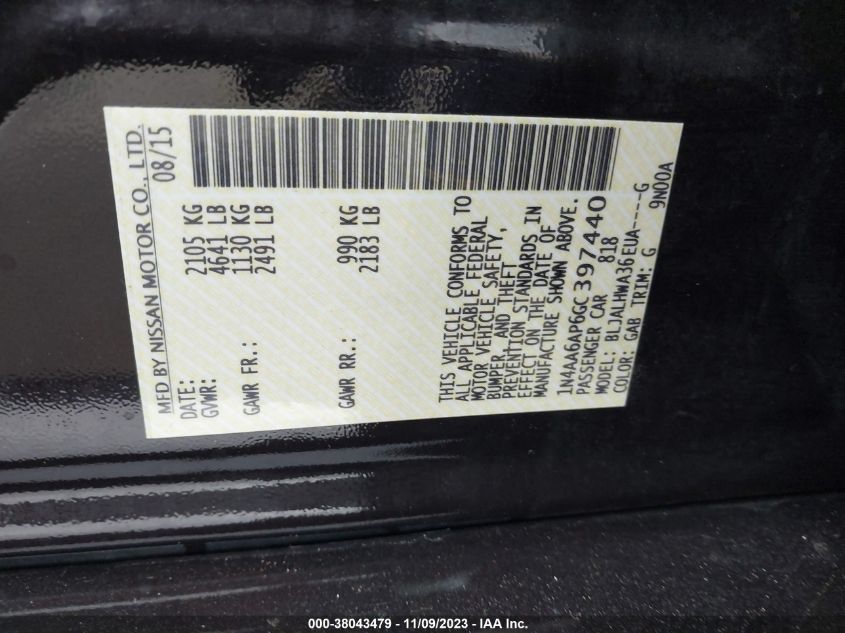 MFD BY NISSAN MOTOR CO., LTD.
DATE: 08/15
GVWR: 2105 KG
4641 LB
GAWR FR.: 1130 KG
2491 LB
GAWR RR.: 990 KG
2183 LB
THIS VEHICLE CONFORMS TO
ALL APPLICABLE FEDERAL
MOTOR VEHICLE SAFETY,
BUMPER, AND THEFT
PREVENTION STANDARDS IN
EFFECT ON THE DATE OF
MANUFACTURE SHOWN ABOVE.
1N4AA6AP6GC397440
PASSENGER CAR 818
MODEL: BLJALHWA36EUA----G
COLOR: GAB TRIM: G 9N00A
000-38043479 - 11/09/2023 - IAA Inc.